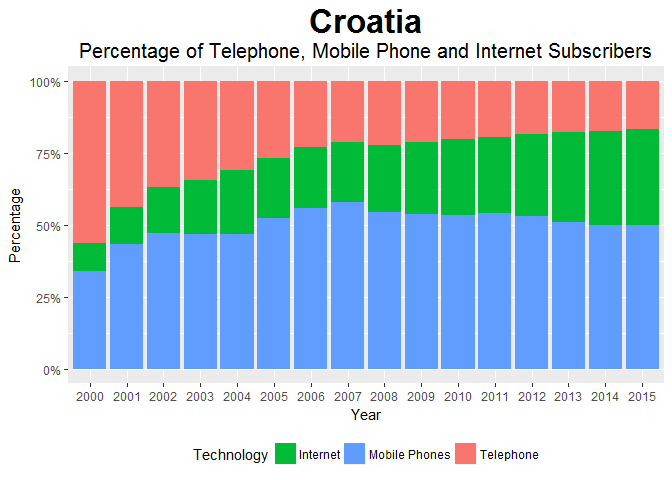 Croatia
Percentage of Telephone, Mobile Phone and Internet Subscribers
100%
75%
50%
25%
0%
Percentage
2000 2001 2002 2003 2004 2005 2006 2007 2008 2009 2010 2011 2012 2013 2014 2015
Year
Technology Internet Mobile Phones Telephone